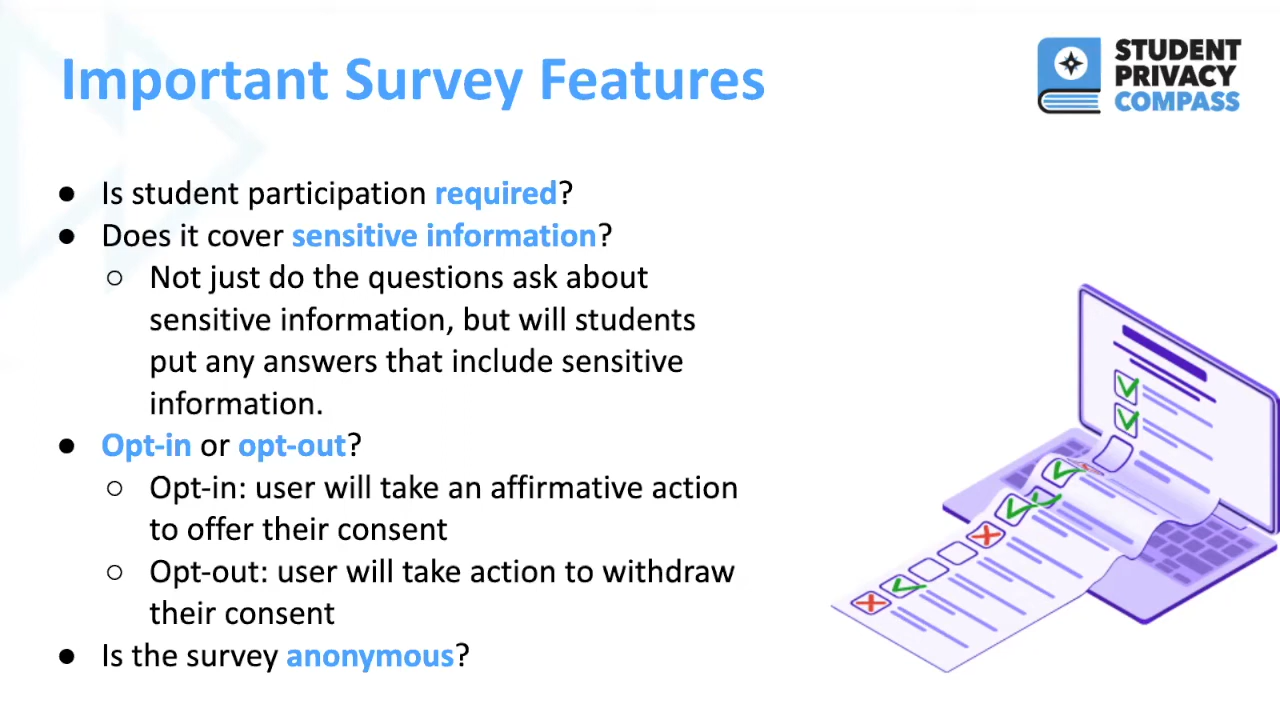 Important Survey Features
STUDENT
PRIVACY
COMPASS
● Is student participation required?
● Does it cover sensitive information?
○ Not just do the questions ask about
sensitive information, but will students
put any answers that include sensitive
information.
● Opt-in or opt-out?
○ Opt-in: user will take an affirmative action
to offer their consent
○ Opt-out: user will take action to withdraw
their consent
● Is the survey anonymous?